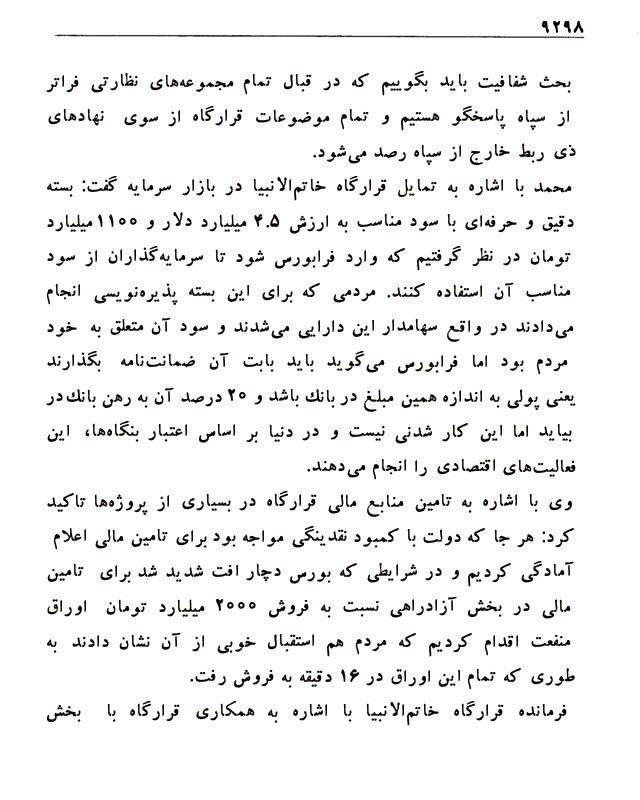 ۹۲۹۸
بحث شفافیت باید بگوییم که در قبال تمام مجموعه‌های نظارتی فراتر
از سپاه پاسخگو هستیم و تمام موضوعات قرارگاه از سوی نهادهای
ذی ربط خارج از سپاه رصد می‌شود.
محمد با اشاره به تمایل قرارگاه خاتم‌الانبیا در بازار سرمایه گفت: بسته
دقیق و حرفه‌ای با سود مناسب به ارزش ۴.۵ میلیارد دلار و ۱۱۰۰ میلیارد
تومان در نظر گرفتیم که وارد فرابورس شود تا سرمایه‌گذاران از سود
مناسب آن استفاده کنند. مردمی که برای این بسته پذیره‌نویسی انجام
می‌دادند در واقع سهامدار این دارایی می‌شدند و سود آن متعلق به خود
مردم بود اما فرابورس می‌گوید باید بابت آن ضمانت‌نامه بگذارند
یعنی پولی به اندازه همین مبلغ در بانك باشد و ۲۰ درصد آن به رهن بانك در
بیاید اما این کار شدنی نیست و در دنیا بر اساس اعتبار بنگاه‌ها، این
فعالیت‌های اقتصادی را انجام می‌دهند.
وی با اشاره به تامین منابع مالی قرارگاه در بسیاری از پروژه‌ها تاکید
کرد: هر جا که دولت با کمبود نقدینگی مواجه بود برای تامین مالی اعلام
آمادگی کردیم و در شرایطی که بورس دچار افت شدید شد برای تامین
مالی در بخش آزادراهی نسبت به فروش ۲۰۰۰ میلیارد تومان اوراق
منفعت اقدام کردیم که مردم هم استقبال خوبی از آن نشان دادند به
طوری که تمام این اوراق در ۱۶ دقیقه به فروش رفت.
فرمانده قرارگاه خاتم‌الانبیا با اشاره به همکاری قرارگاه با بخش